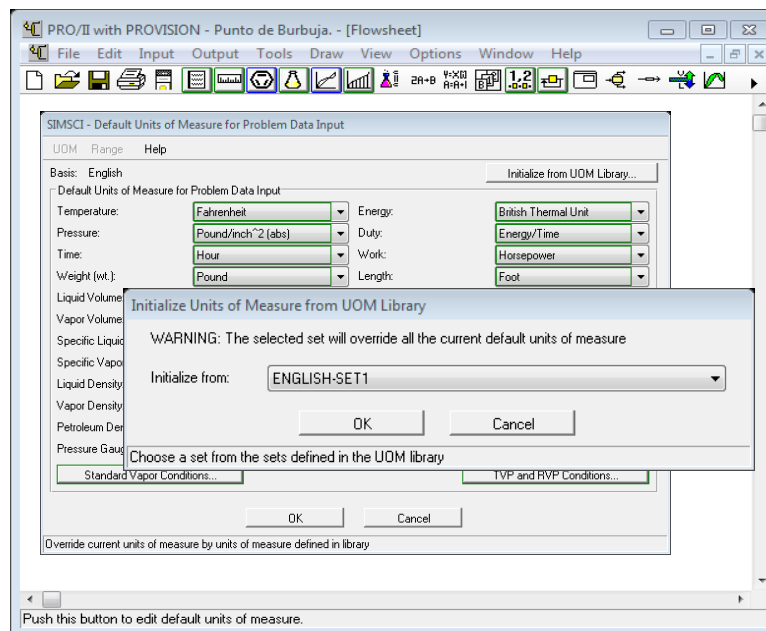 PRO/II with PROVISION - Punto de Burbuja. - [Flowsheet]
File Edit Input Output Tools Draw View Options Window Help
SIMSCI - Default Units of Measure for Problem Data Input
UOM Range Help
Basis: English Initialize from UOM Library...
Default Units of Measure for Problem Data Input
Temperature: Fahrenheit Energy: British Thermal Unit
Pressure: Pound/inch^2 (abs) Duty: Energy/Time
Time: Hour Work: Horsepower
Weight (wt.): Pound Length: Foot
Liquid Volume
Vapor Volume
Specific Liquid
Specific Vapo
Liquid Density
Vapor Density
Petroleum Den
Pressure Gaug
Initialize Units of Measure from UOM Library
WARNING: The selected set will override all the current default units of measure
Initialize from: ENGLISH-SET1
OK Cancel
Choose a set from the sets defined in the UOM library
Standard Vapor Conditions... TVP and RVP Conditions...
OK Cancel
Override current units of measure by units of measure defined in library
Push this button to edit default units of measure.